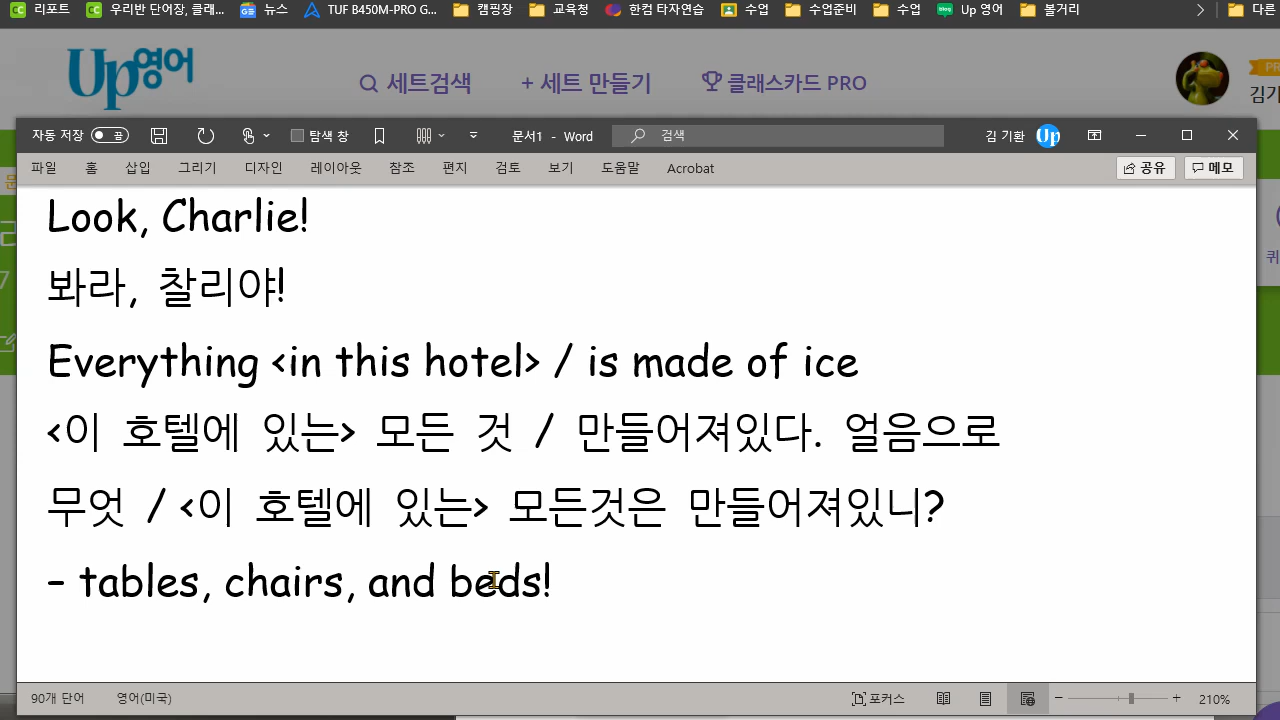 리포트 우리반 단어장, 클래... 뉴스 TUF B450M-PRO G... 캠핑장 교육청 한컴 타자연습 수업 수업준비 수업 Up 영어 볼거리 다른
Up영어 세트검색 + 세트 만들기 클래스카드 PRO PR
김기
자동 저장 끔 탐색 창 문서1 - Word 검색 김 기환 Up
파일 홈 삽입 그리기 디자인 레이아웃 참조 편지 검토 보기 도움말 Acrobat 공유 메모
Look, Charlie!
봐라, 찰리야!
Everything <in this hotel> / is made of ice
<이 호텔에 있는> 모든 것 / 만들어져있다. 얼음으로
무엇 / <이 호텔에 있는> 모든것은 만들어져있니?
- tables, chairs, and beds!
90개 단어 영어(미국) 포커스 210%